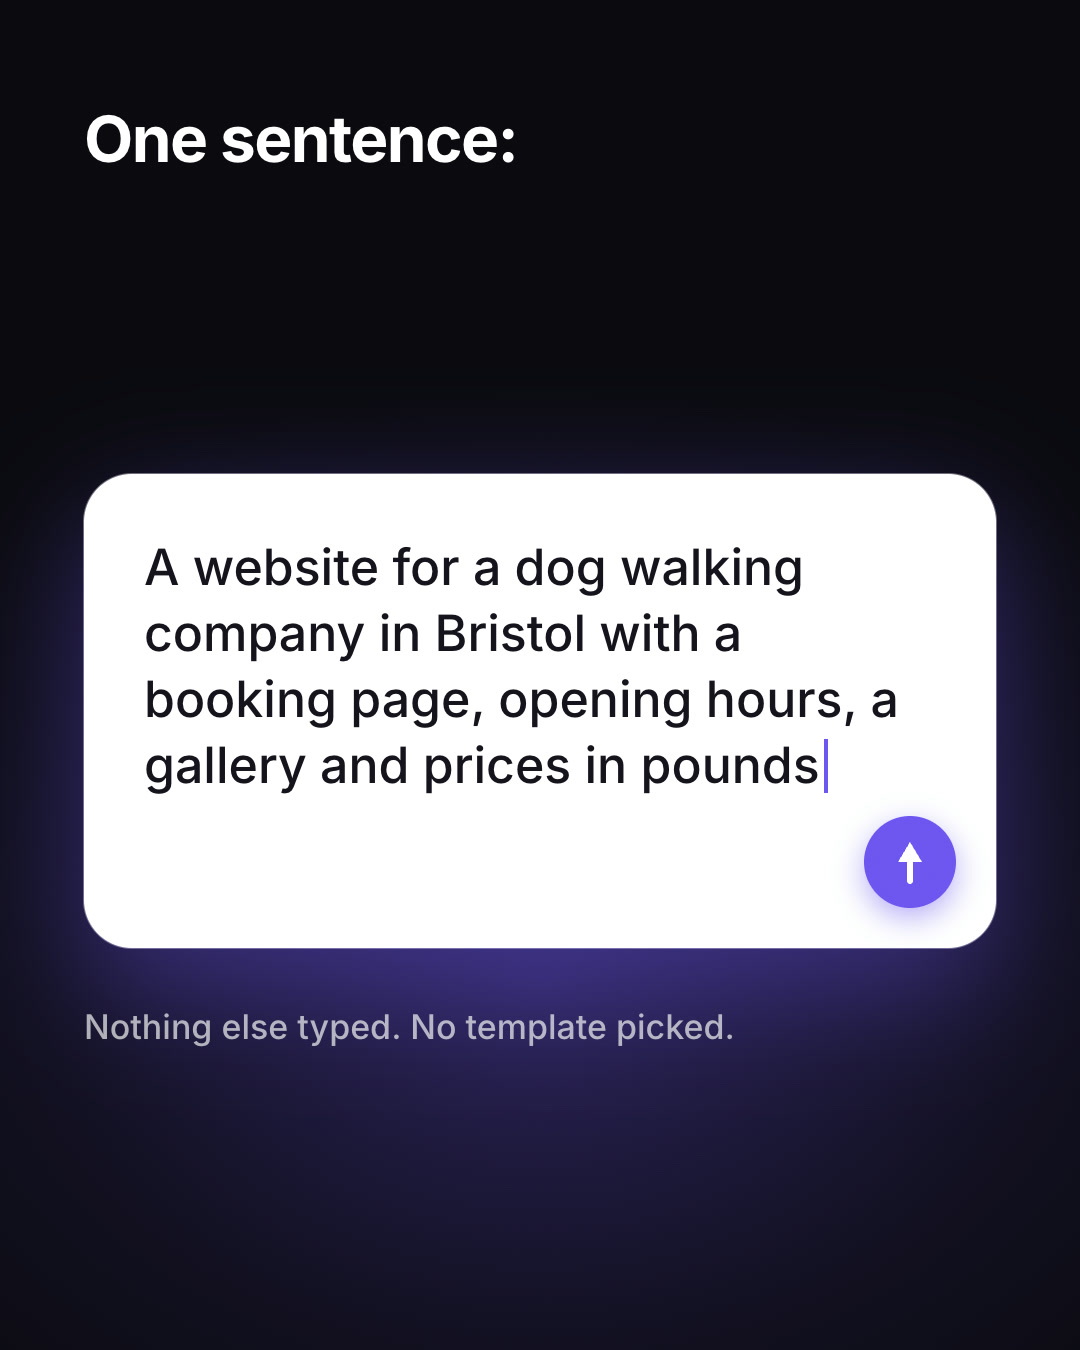 One sentence:
A website for a dog walking
company in Bristol with a
booking page, opening hours, a
gallery and prices in pounds
Nothing else typed. No template picked.